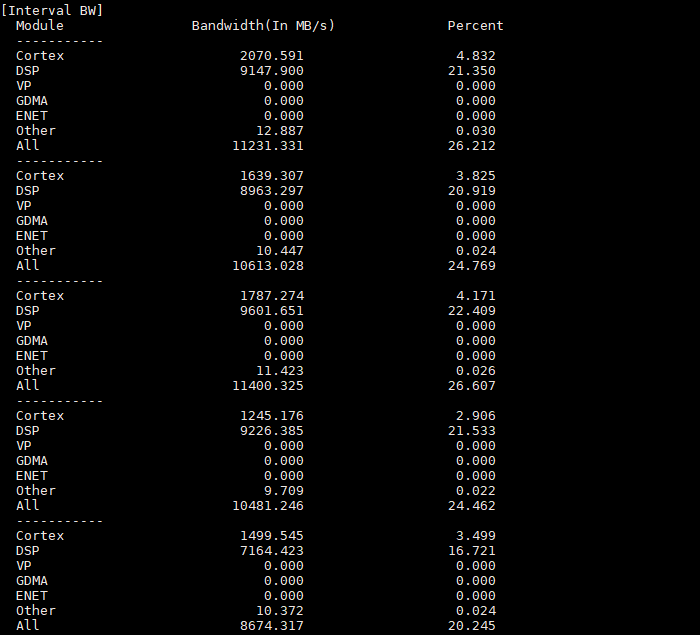 [Interval BW]
Module Bandwidth(In MB/s) Percent
-----------
Cortex 2070.591 4.832
DSP 9147.900 21.350
VP 0.000 0.000
GDMA 0.000 0.000
ENET 0.000 0.000
Other 12.887 0.030
All 11231.331 26.212
-----------
Cortex 1639.307 3.825
DSP 8963.297 20.919
VP 0.000 0.000
GDMA 0.000 0.000
ENET 0.000 0.000
Other 10.447 0.024
All 10613.028 24.769
-----------
Cortex 1787.274 4.171
DSP 9601.651 22.409
VP 0.000 0.000
GDMA 0.000 0.000
ENET 0.000 0.000
Other 11.423 0.026
All 11400.325 26.607
-----------
Cortex 1245.176 2.906
DSP 9226.385 21.533
VP 0.000 0.000
GDMA 0.000 0.000
ENET 0.000 0.000
Other 9.709 0.022
All 10481.246 24.462
-----------
Cortex 1499.545 3.499
DSP 7164.423 16.721
VP 0.000 0.000
GDMA 0.000 0.000
ENET 0.000 0.000
Other 10.372 0.024
All 8674.317 20.245